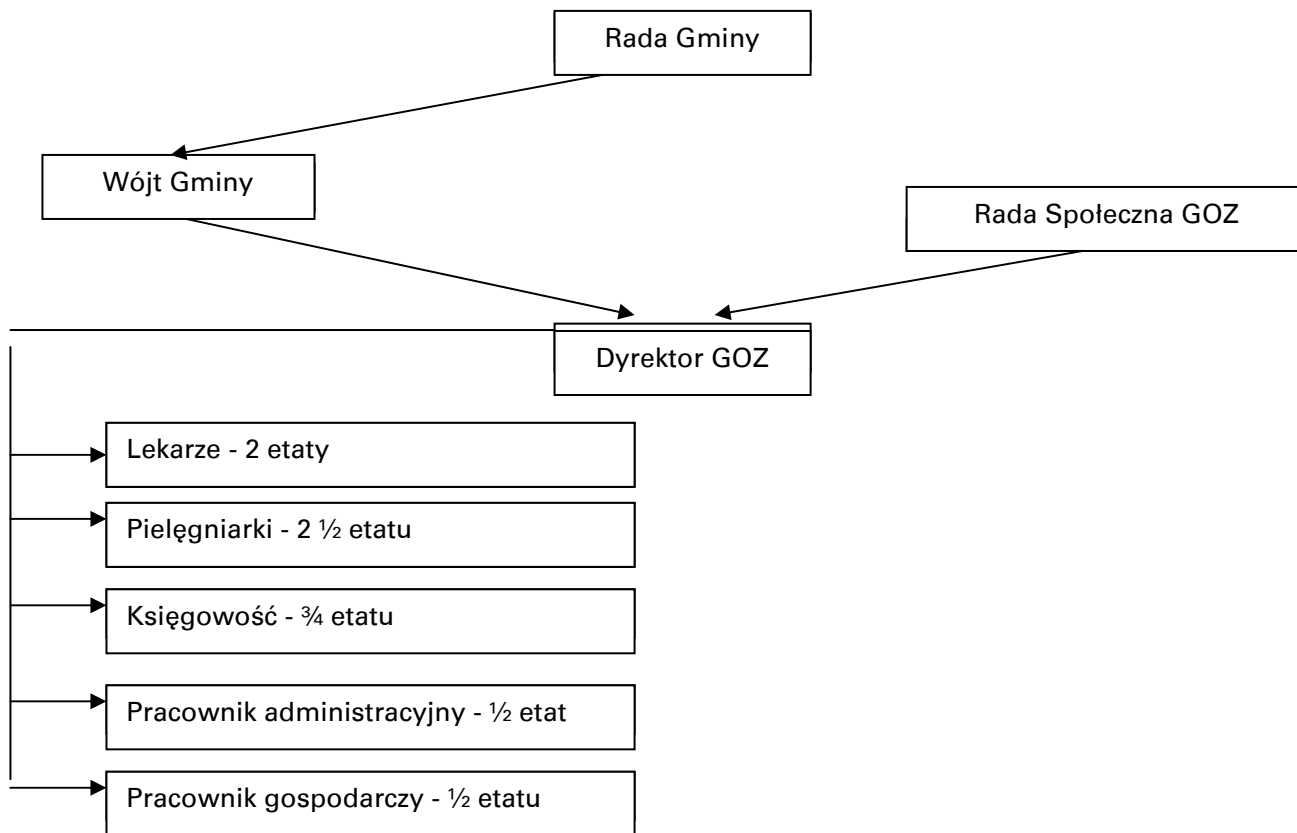 Rada Gminy
Wójt Gminy
Rada Społeczna GOZ
Dyrektor GOZ
Lekarze - 2 etaty
Pielęgniarki - 2 ½ etatu
Księgowość - ¾ etatu
Pracownik administracyjny - ½ etat
Pracownik gospodarczy - ½ etatu